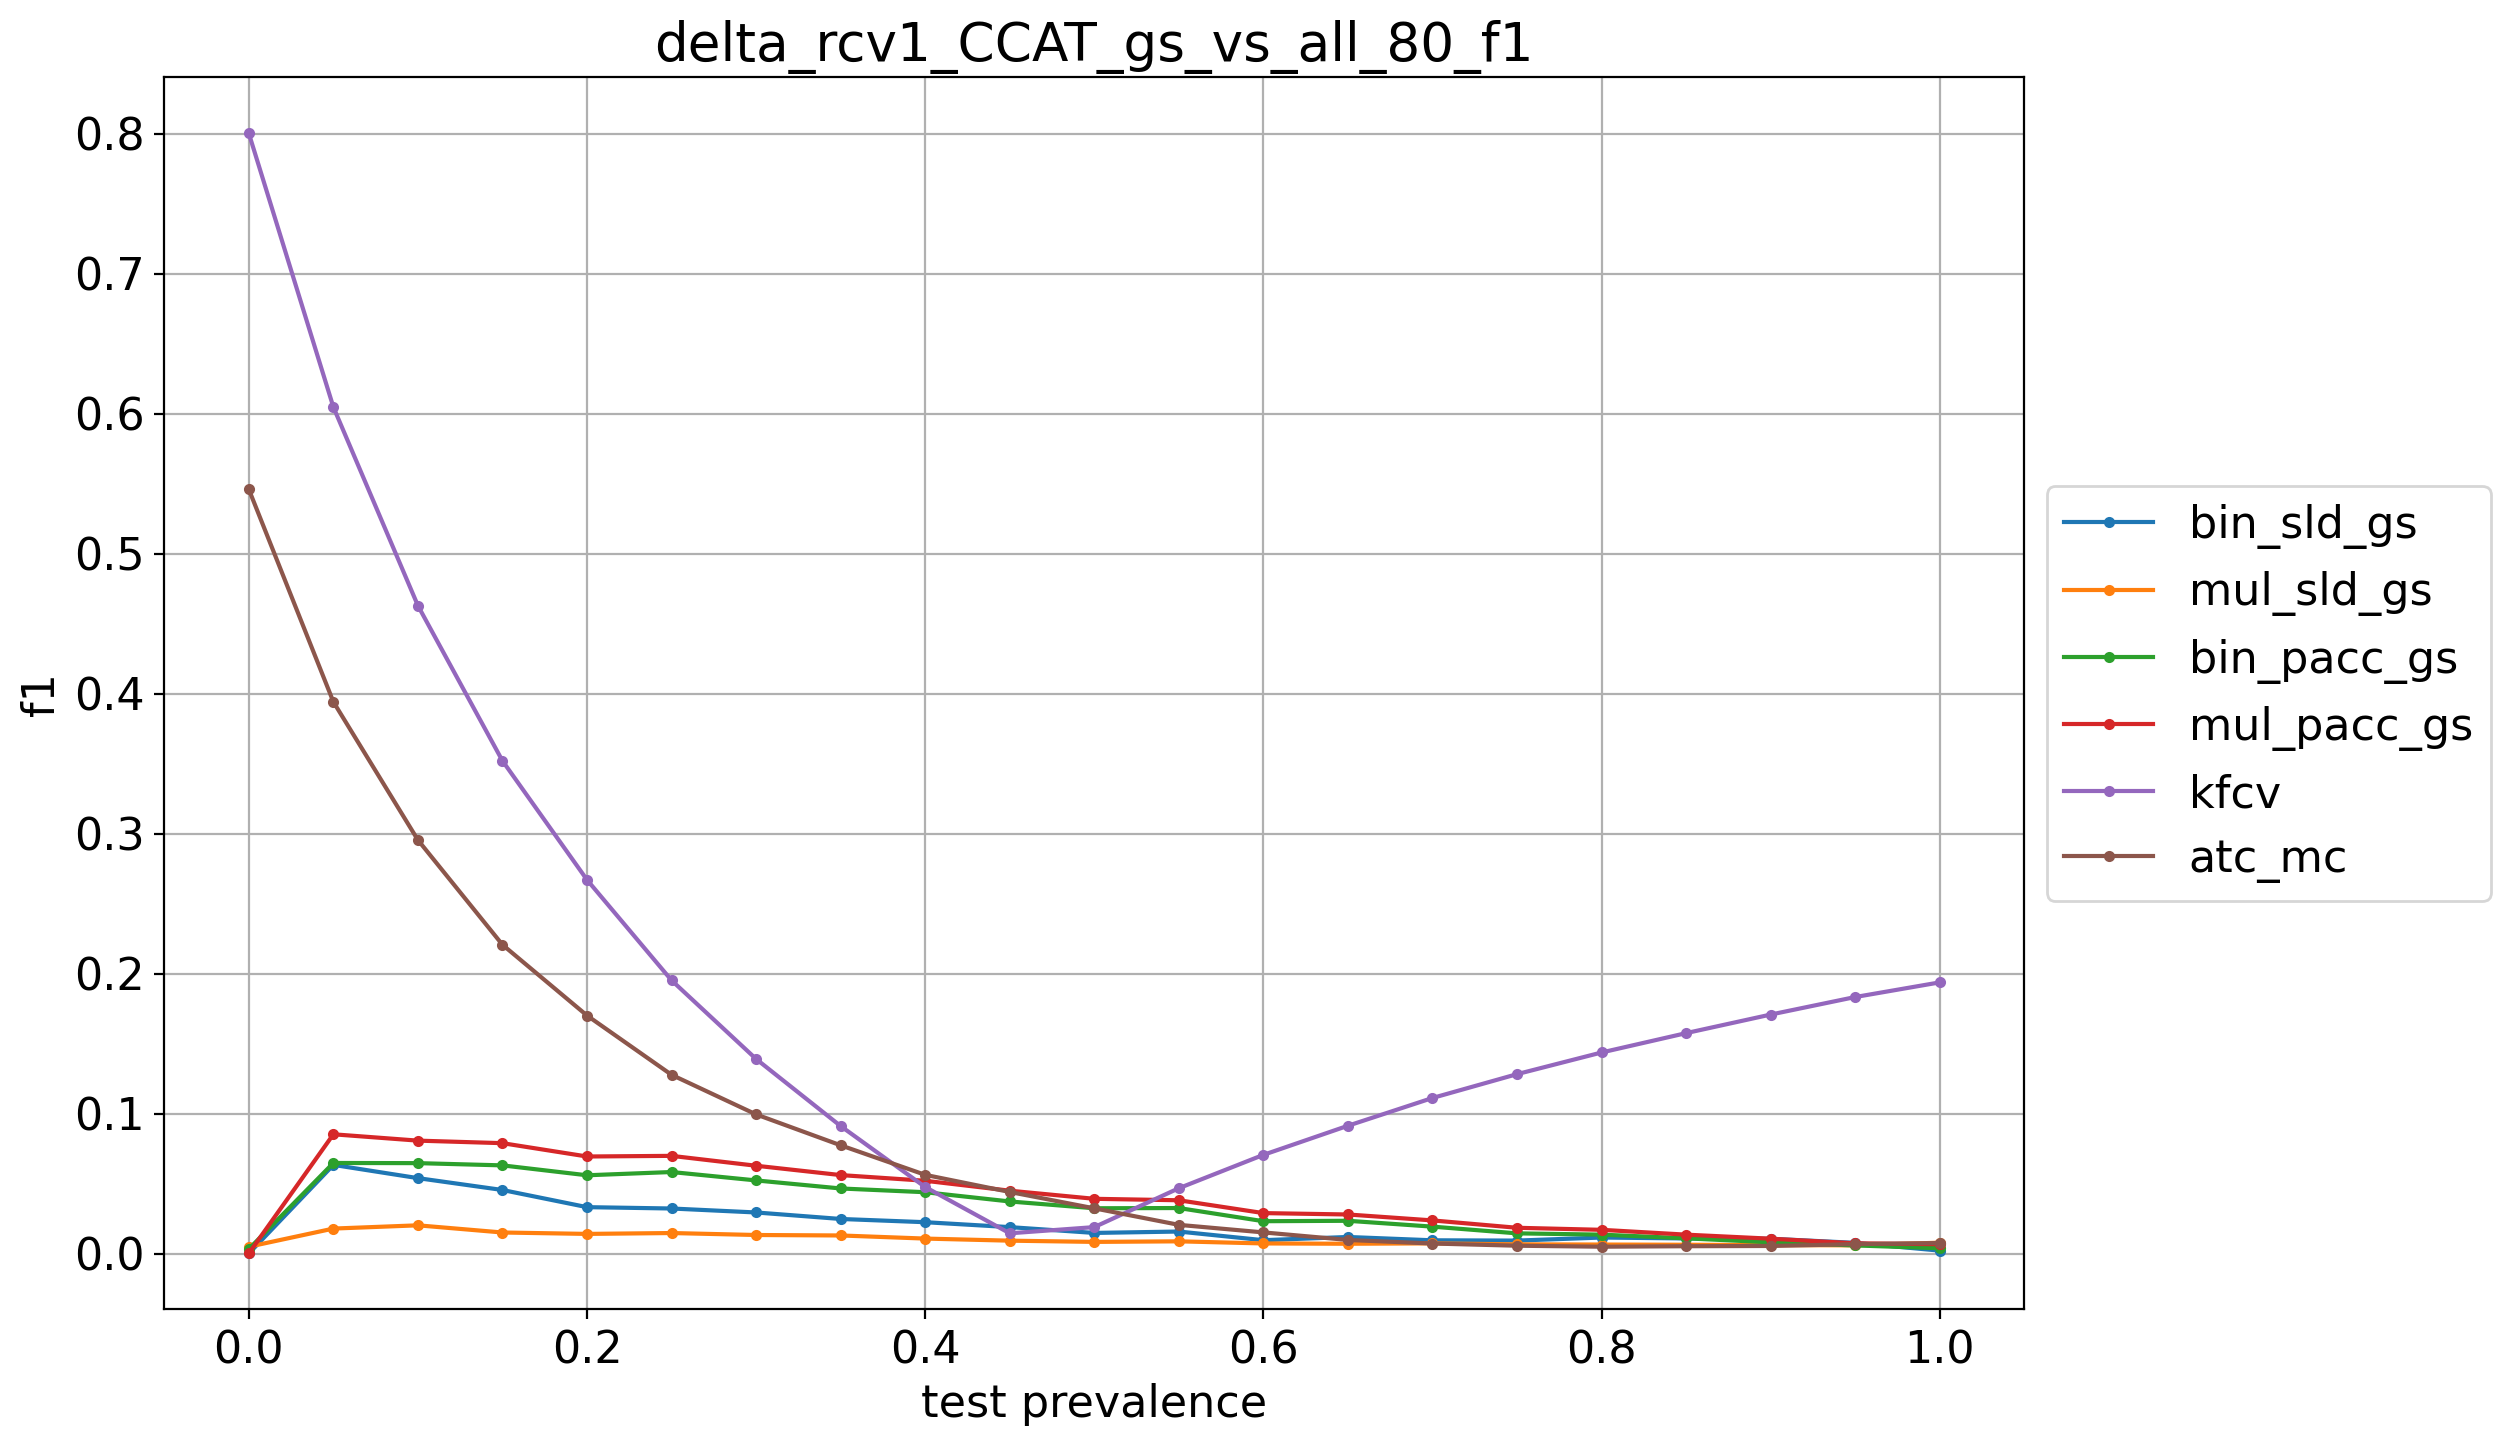 delta_rcv1_CCAT_gs_vs_all_80_f1
0.8
0.7
0.6
0.5
0.4
0.3
0.2
0.1
0.0
f1
0.0 0.2 0.4 0.6 0.8 1.0
test prevalence
bin_sld_gs
mul_sld_gs
bin_pacc_gs
mul_pacc_gs
kfcv
atc_mc